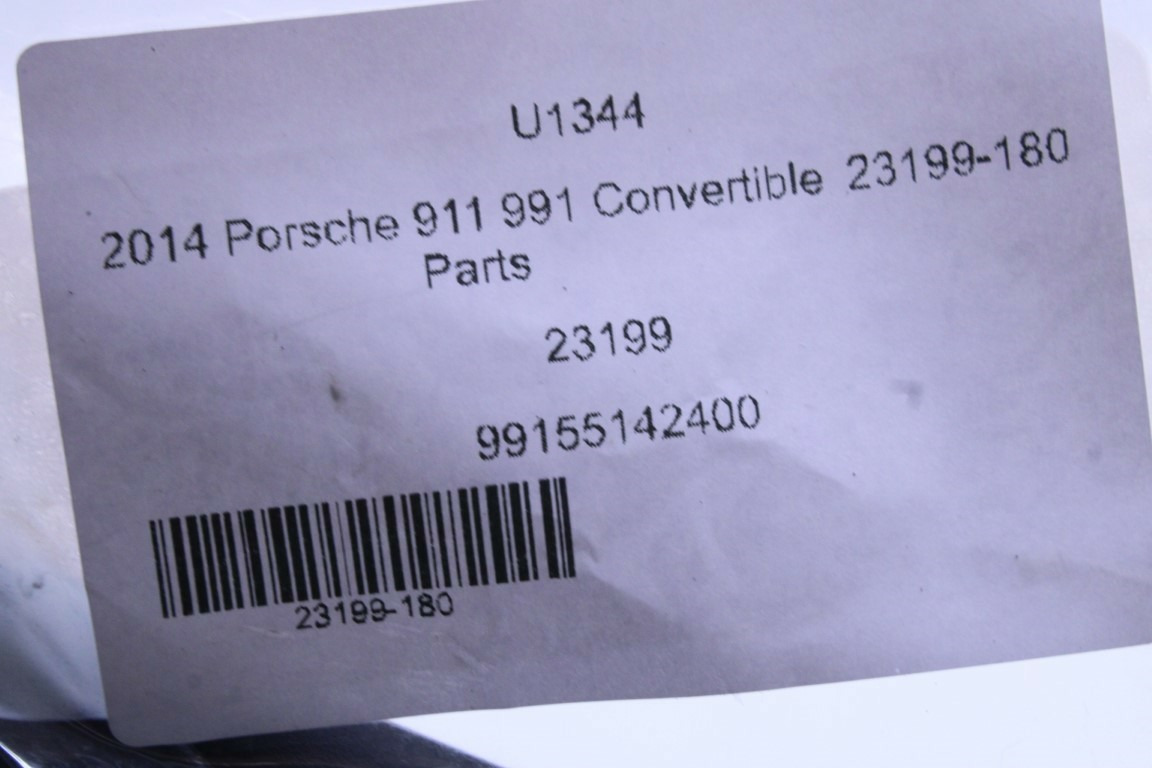 U1344
2014 Porsche 911 991 Convertible 23199-180
Parts
23199
99155142400
23199-180